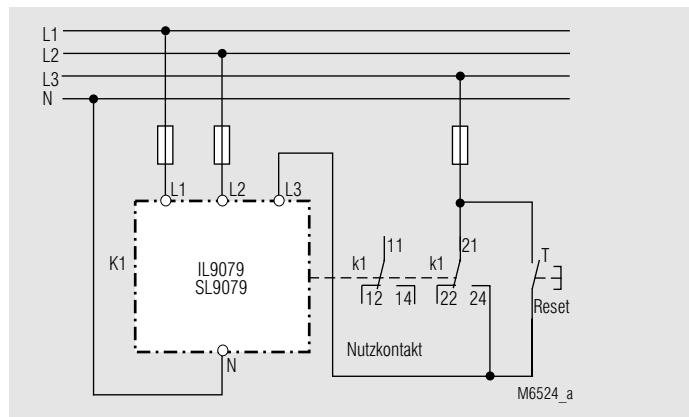 L1
L2
L3
N
L1 L2 L3
K1
IL9079
SL9079
N
k1 11
12 14
k1 21
22 24
T
Reset
Nutzkontakt
M6524_a